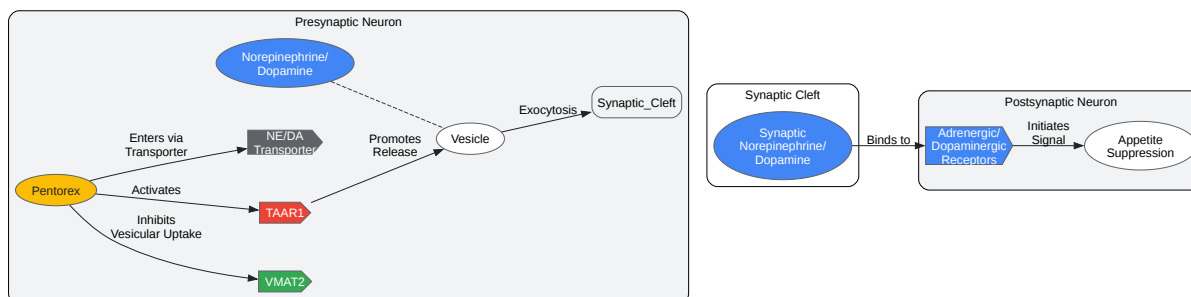 Presynaptic Neuron
Norepinephrine/
Dopamine
Exocytosis
Synaptic_Cleft
Enters via
Transporter
NE/DA
Transporter
Promotes
Release
Vesicle
Pentorex
Activates
TAAR1
Inhibits
Vesicular Uptake
VMAT2
Synaptic Cleft
Synaptic
Norepinephrine/
Dopamine
Binds to
Postsynaptic Neuron
Adrenergic/
Dopaminergic
Receptors
Initiates
Signal
Appetite
Suppression